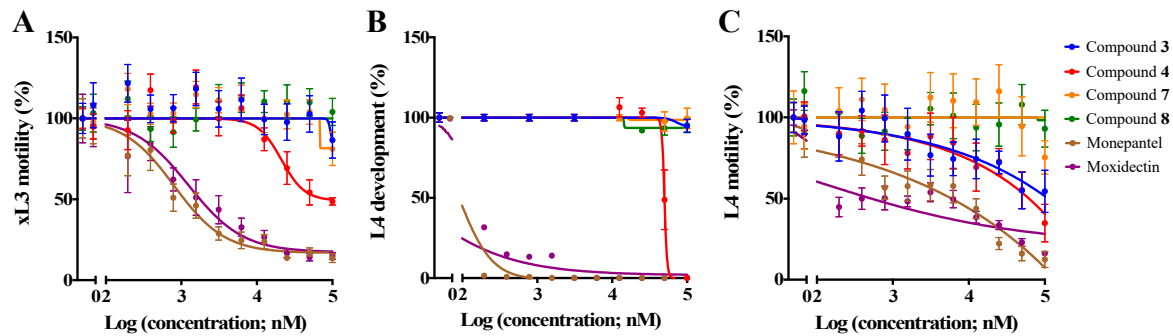 A
xL3 motility (%)
150
100
50
0
0 2 3 4 5
Log (concentration; nM)
B
L4 development (%)
150
100
50
0
0 2 3 4 5
Log (concentration; nM)
C
L4 motility (%)
150
100
50
0
0 2 3 4 5
Log (concentration; nM)
Compound 3
Compound 4
Compound 7
Compound 8
Monepantel
Moxidectin